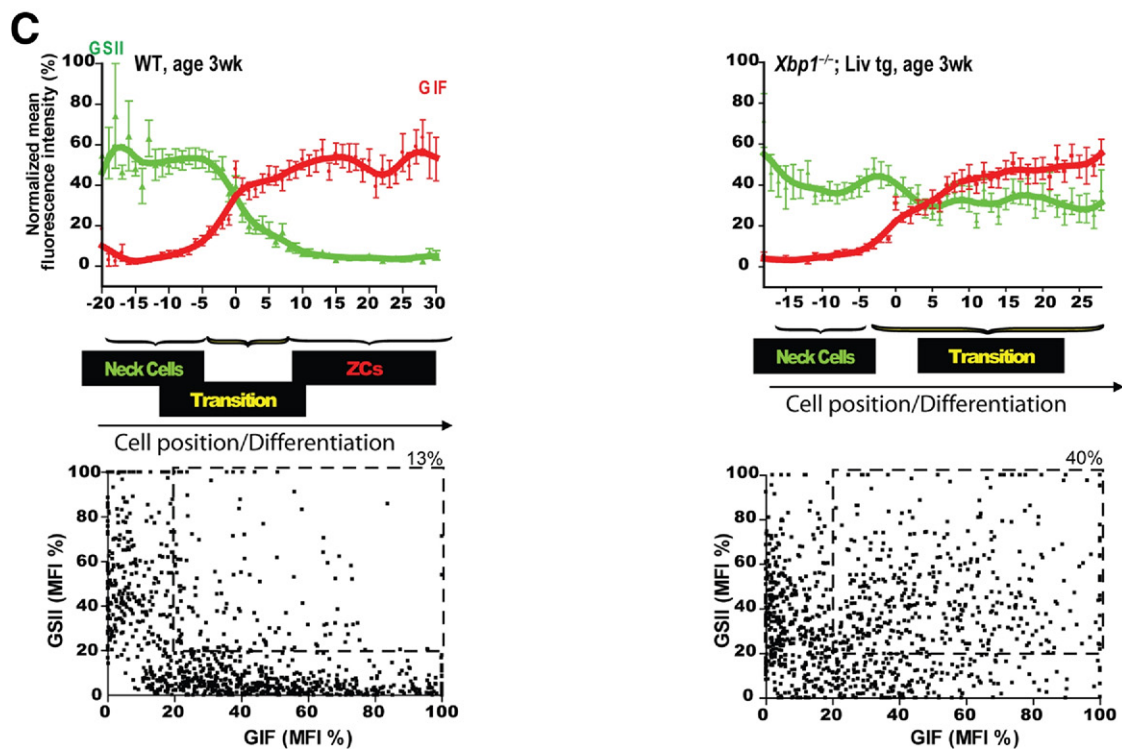 C
GSII
WT, age 3wk
GIF
Normalized mean
fluorescence intensity (%)
100
80
60
40
20
0
-20 -15 -10 -5 0 5 10 15 20 25 30
Neck Cells
ZCs
Transition
Cell position/Differentiation
13%
GSII (MFI %)
100
80
60
40
20
0
0 20 40 60 80 100
GIF (MFI %)
Xbp1–/–; Liv tg, age 3wk
100
80
60
40
20
0
-15 -10 -5 0 5 10 15 20 25
Neck Cells
Transition
Cell position/Differentiation
40%
GSII (MFI %)
100
80
60
40
20
0
0 20 40 60 80 100
GIF (MFI %)